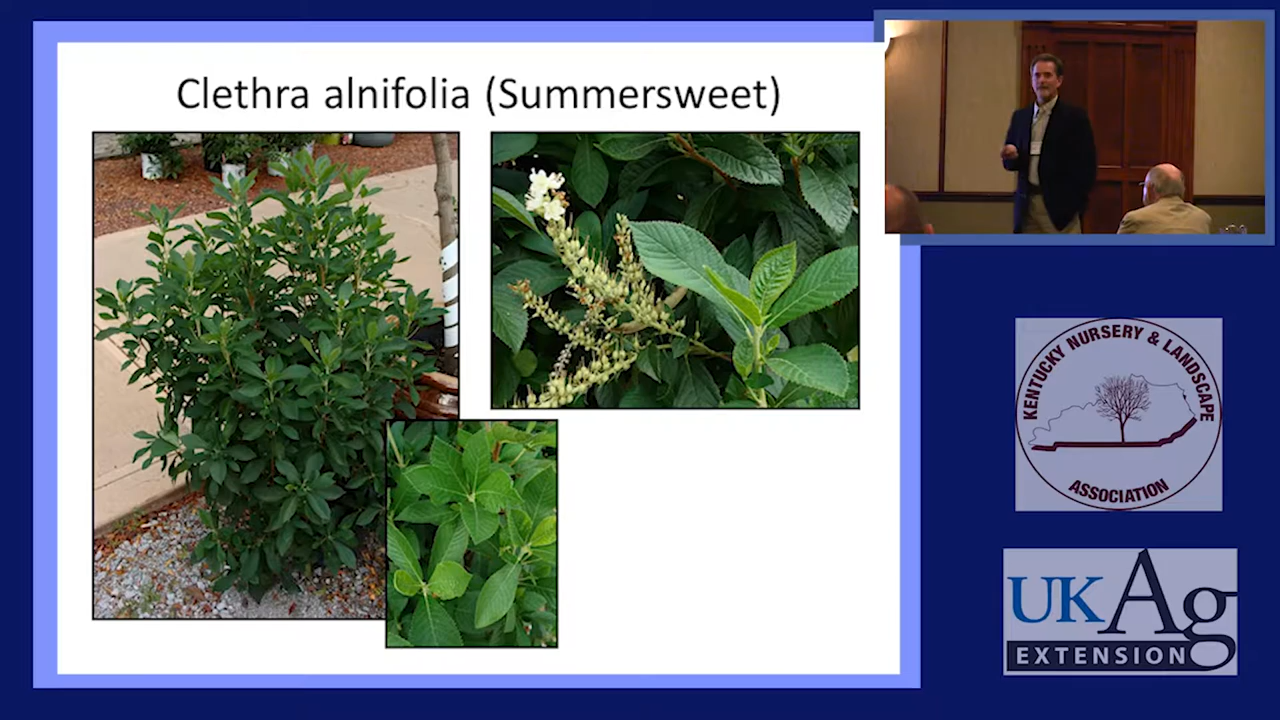 Clethra alnifolia (Summersweet)
KENTUCKY NURSERY & LANDSCAPE
ASSOCIATION
UKAg
EXTENSION